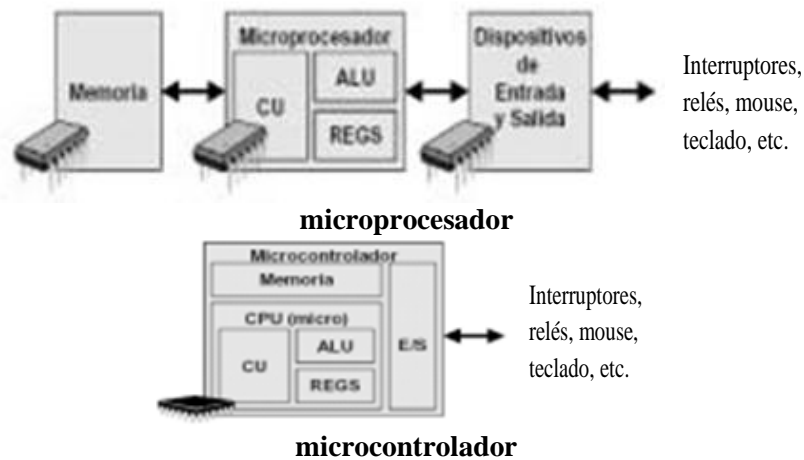 Memoria
Microprocesador
CU
ALU
REGS
Dispositivos
de
Entrada
y Salida
Interruptores,
relés, mouse,
teclado, etc.
microprocesador
Microcontrolador
Memoria
CPU (micro)
CU
ALU
REGS
E/S
Interruptores,
relés, mouse,
teclado, etc.
microcontrolador